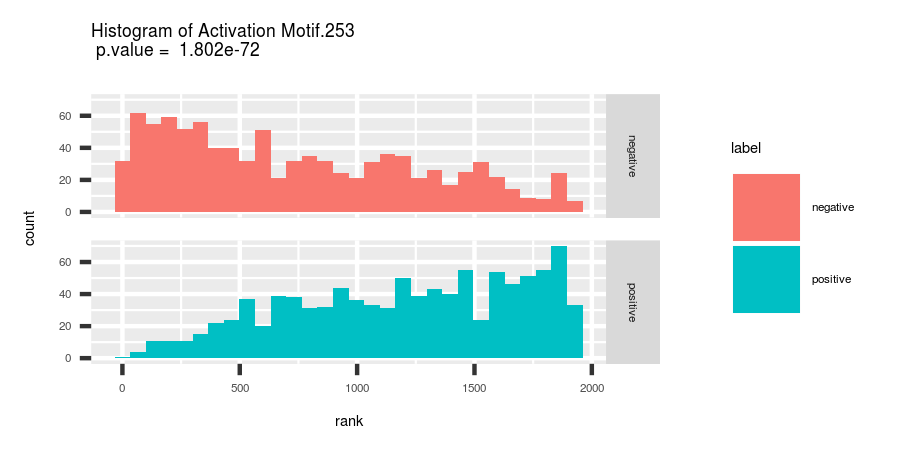 Histogram of Activation Motif.253
p.value = 1.802e-72
count
60
40
20
0
negative
60
40
20
0
positive
0
500
1000
1500
2000
rank
label
negative
positive